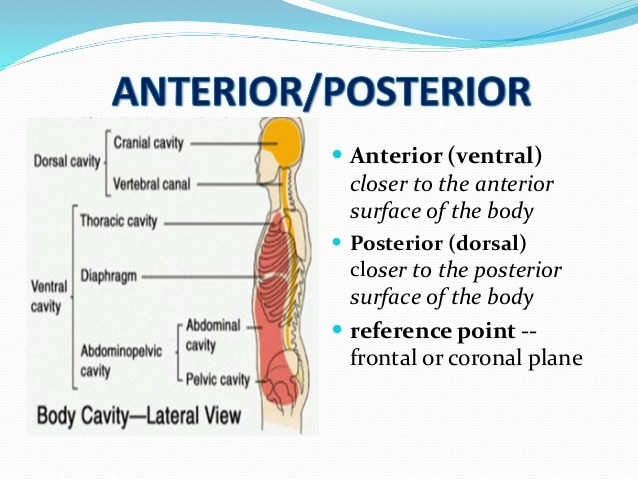 ANTERIOR/POSTERIOR
Cranial cavity
Dorsal cavity
Vertebral canal
Thoracic cavity
Diaphragm
Ventral
cavity
Abdominal
cavity
Abdominopelvic
cavity
Pelvic cavity
Body Cavity—Lateral View
• Anterior (ventral)
closer to the anterior
surface of the body
• Posterior (dorsal)
closer to the posterior
surface of the body
• reference point --
frontal or coronal plane